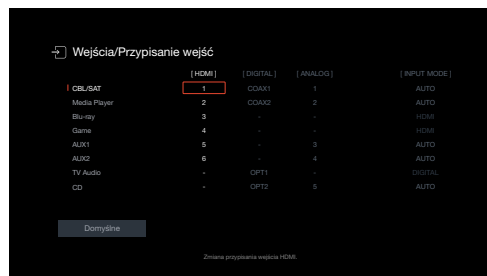 Wejścia/Przypisanie wejść
[ HDMI ] [ DIGITAL ] [ ANALOG ] [ INPUT MODE ]
CBL/SAT 1 COAX1 1 AUTO
Media Player 2 COAX2 2 AUTO
Blu-ray 3 - - HDMI
Game 4 - - HDMI
AUX1 5 - 3 AUTO
AUX2 6 - 4 AUTO
TV Audio - OPT1 - DIGITAL
CD - OPT2 5 AUTO
Domyślne
Zmiana przypisania wejścia HDMI.